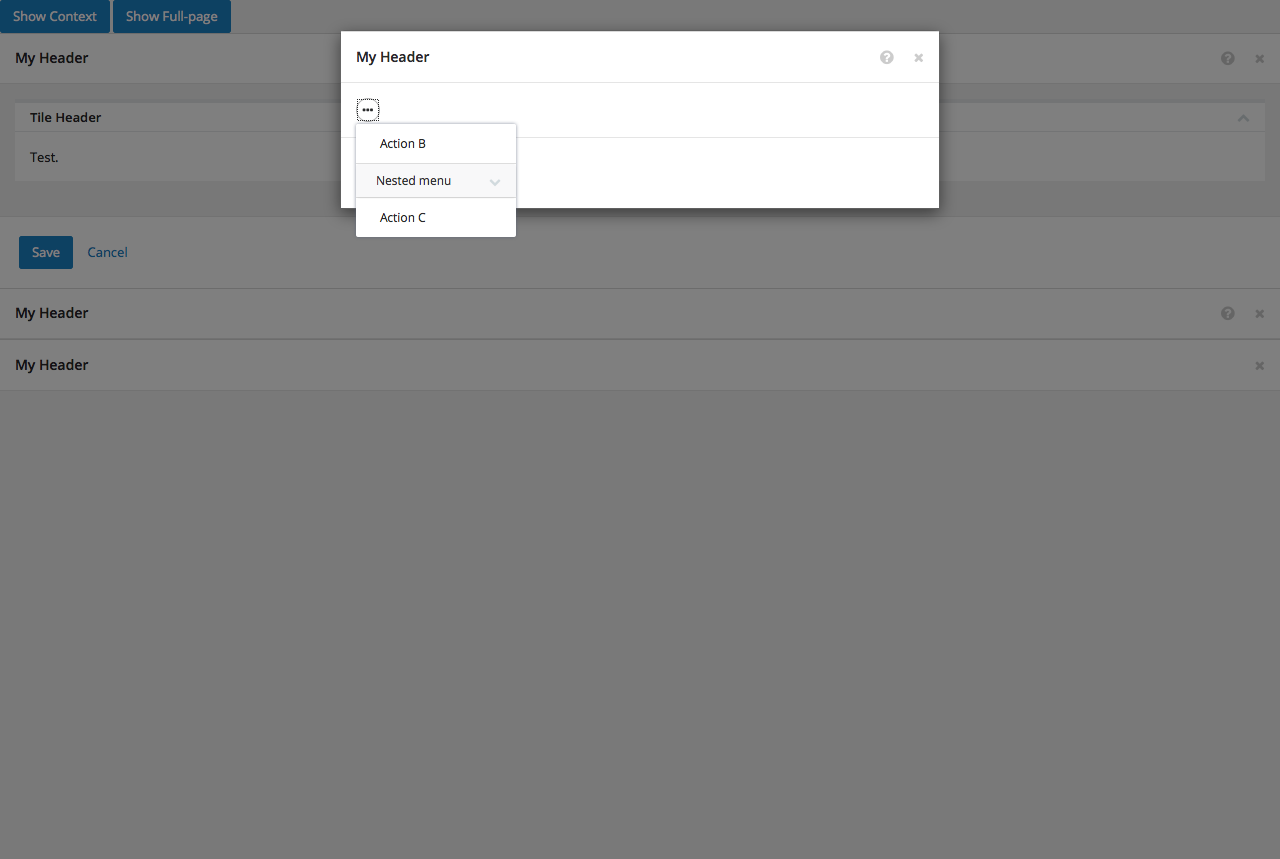 Show Context Show Full-page
My Header
Tile Header
Test.
Save Cancel
My Header
My Header
My Header
Action B
Nested menu
Action C